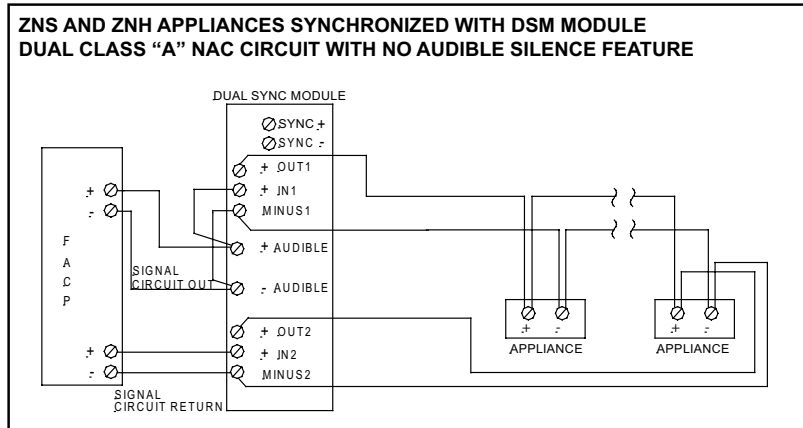 ZNS AND ZNH APPLIANCES SYNCHRONIZED WITH DSM MODULE
DUAL CLASS “A” NAC CIRCUIT WITH NO AUDIBLE SILENCE FEATURE
DUAL SYNC MODULE
SYNC +
SYNC -
+ OUT1
+ IN1
MINUS1
+ AUDIBLE
- AUDIBLE
+ OUT2
+ IN2
MINUS2
+
-
F
A
C
P
+
-
SIGNAL
CIRCUIT OUT
SIGNAL
CIRCUIT RETURN
+ -
APPLIANCE
+ -
APPLIANCE